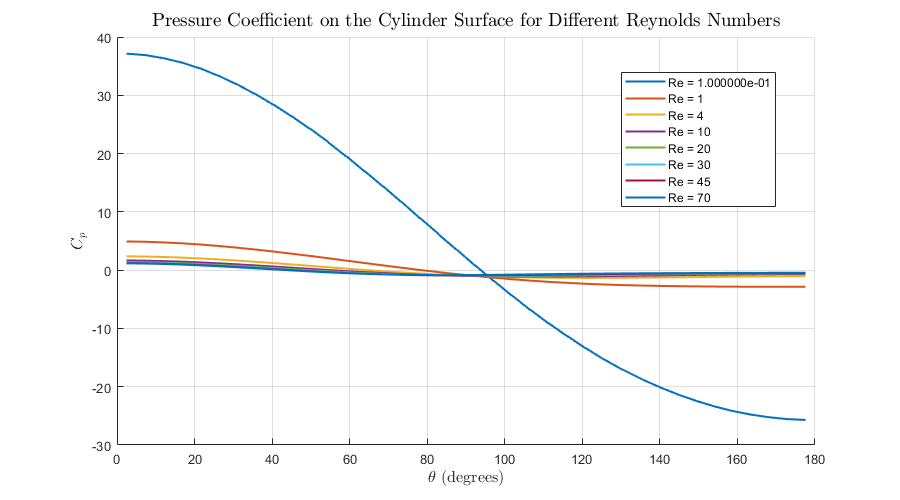 Pressure Coefficient on the Cylinder Surface for Different Reynolds Numbers
40
30
20
10
0
-10
-20
-30
C_p
Re = 1.000000e-01
Re = 1
Re = 4
Re = 10
Re = 20
Re = 30
Re = 45
Re = 70
0 20 40 60 80 100 120 140 160 180
θ (degrees)